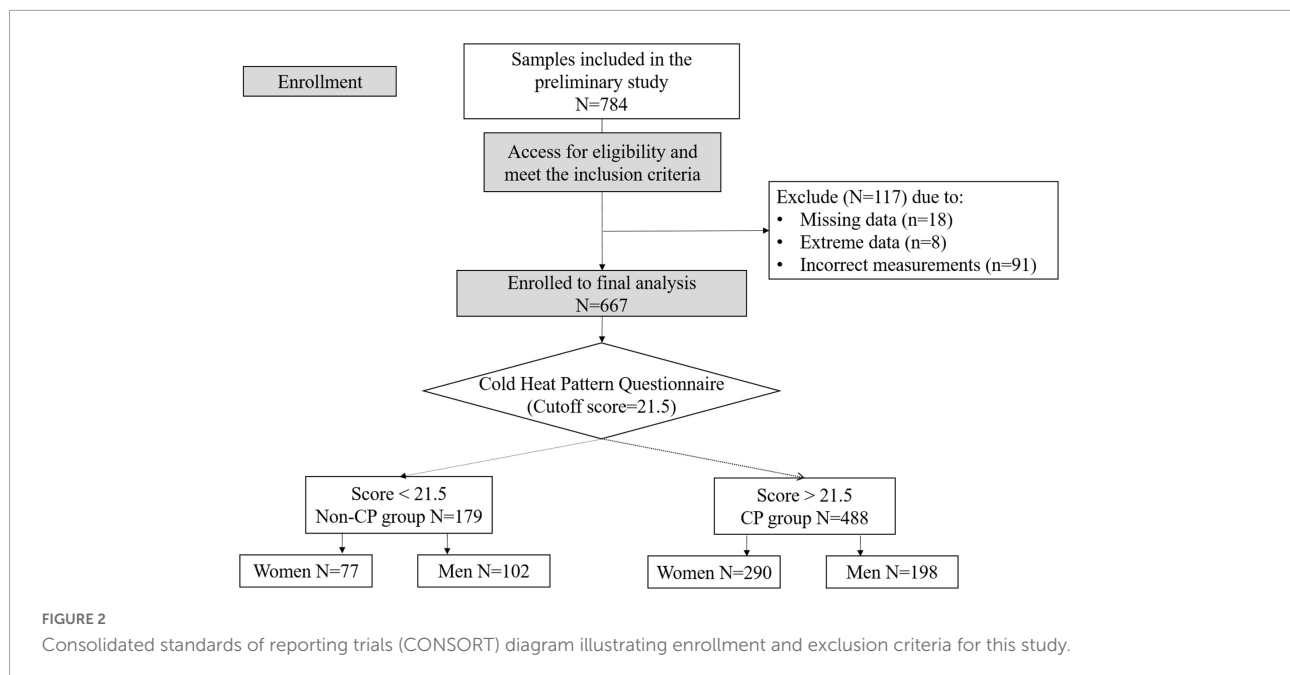 Enrollment
Samples included in the
preliminary study
N=784
Access for eligibility and
meet the inclusion criteria
Exclude (N=117) due to:
• Missing data (n=18)
• Extreme data (n=8)
• Incorrect measurements (n=91)
Enrolled to final analysis
N=667
Cold Heat Pattern Questionnaire
(Cutoff score=21.5)
Score < 21.5
Non-CP group N=179
Score > 21.5
CP group N=488
Women N=77
Men N=102
Women N=290
Men N=198
FIGURE 2
Consolidated standards of reporting trials (CONSORT) diagram illustrating enrollment and exclusion criteria for this study.